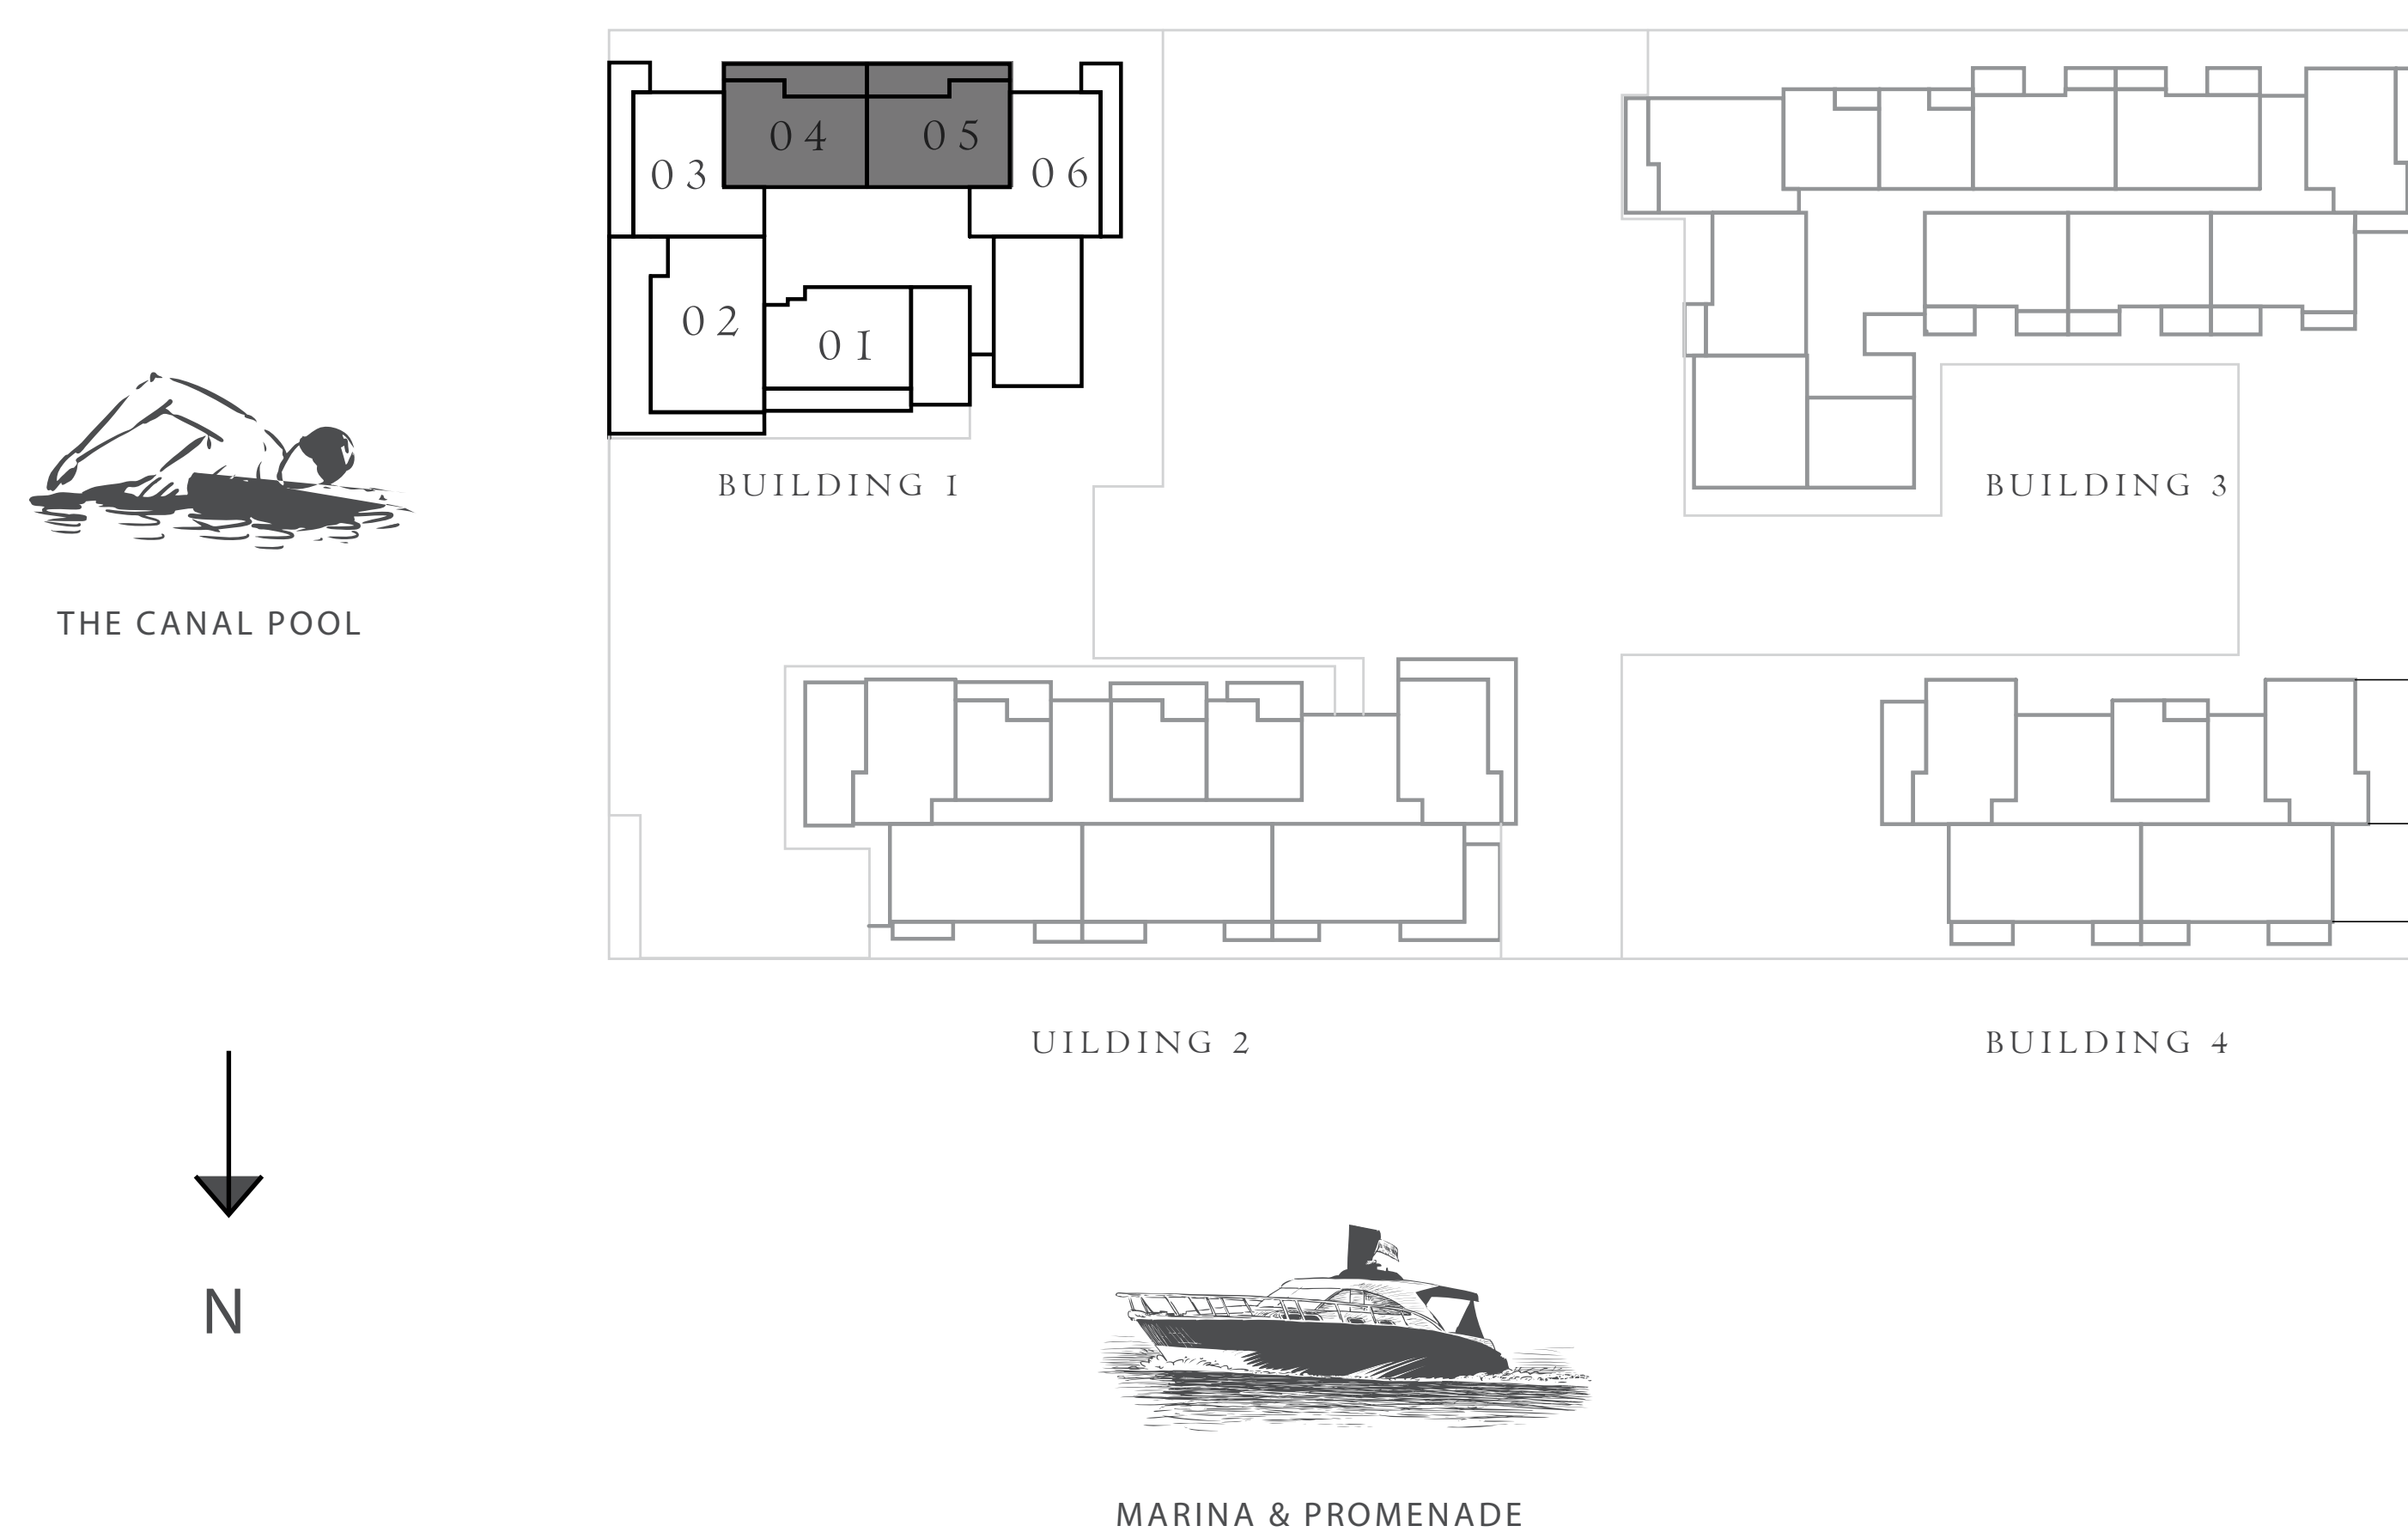 04 05
03 06
02
01
BUILDING 1
BUILDING 3
THE CANAL POOL
UILDING 2
BUILDING 4
N
MARINA & PROMENADE